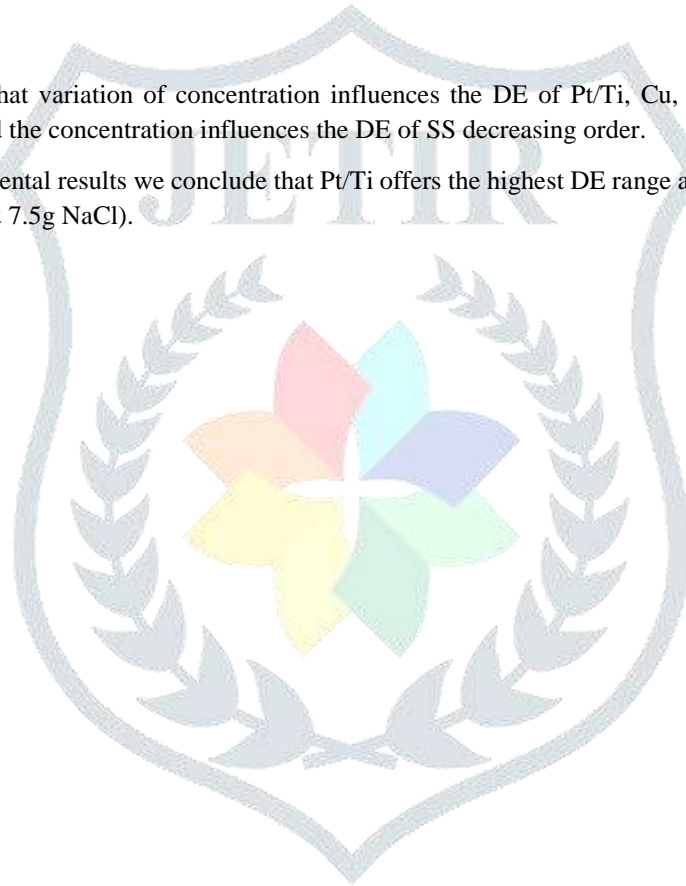 hat variation of concentration influences the DE of Pt/Ti, Cu,
the concentration influences the DE of SS decreasing order.
ental results we conclude that Pt/Ti offers the highest DE range
7.5g NaCl).
JETIR